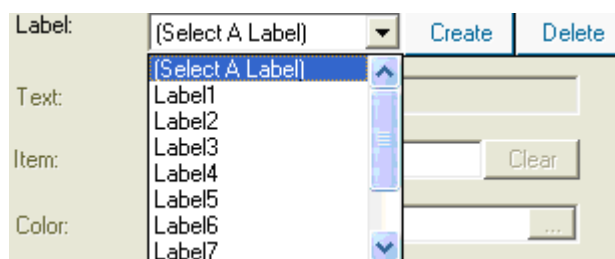 Label: (Select A Label) Create Delete
(Select A Label)
Label1
Text:
Label2
Label3
Item: Clear
Label4
Label5
Color: ...
Label6
Label7